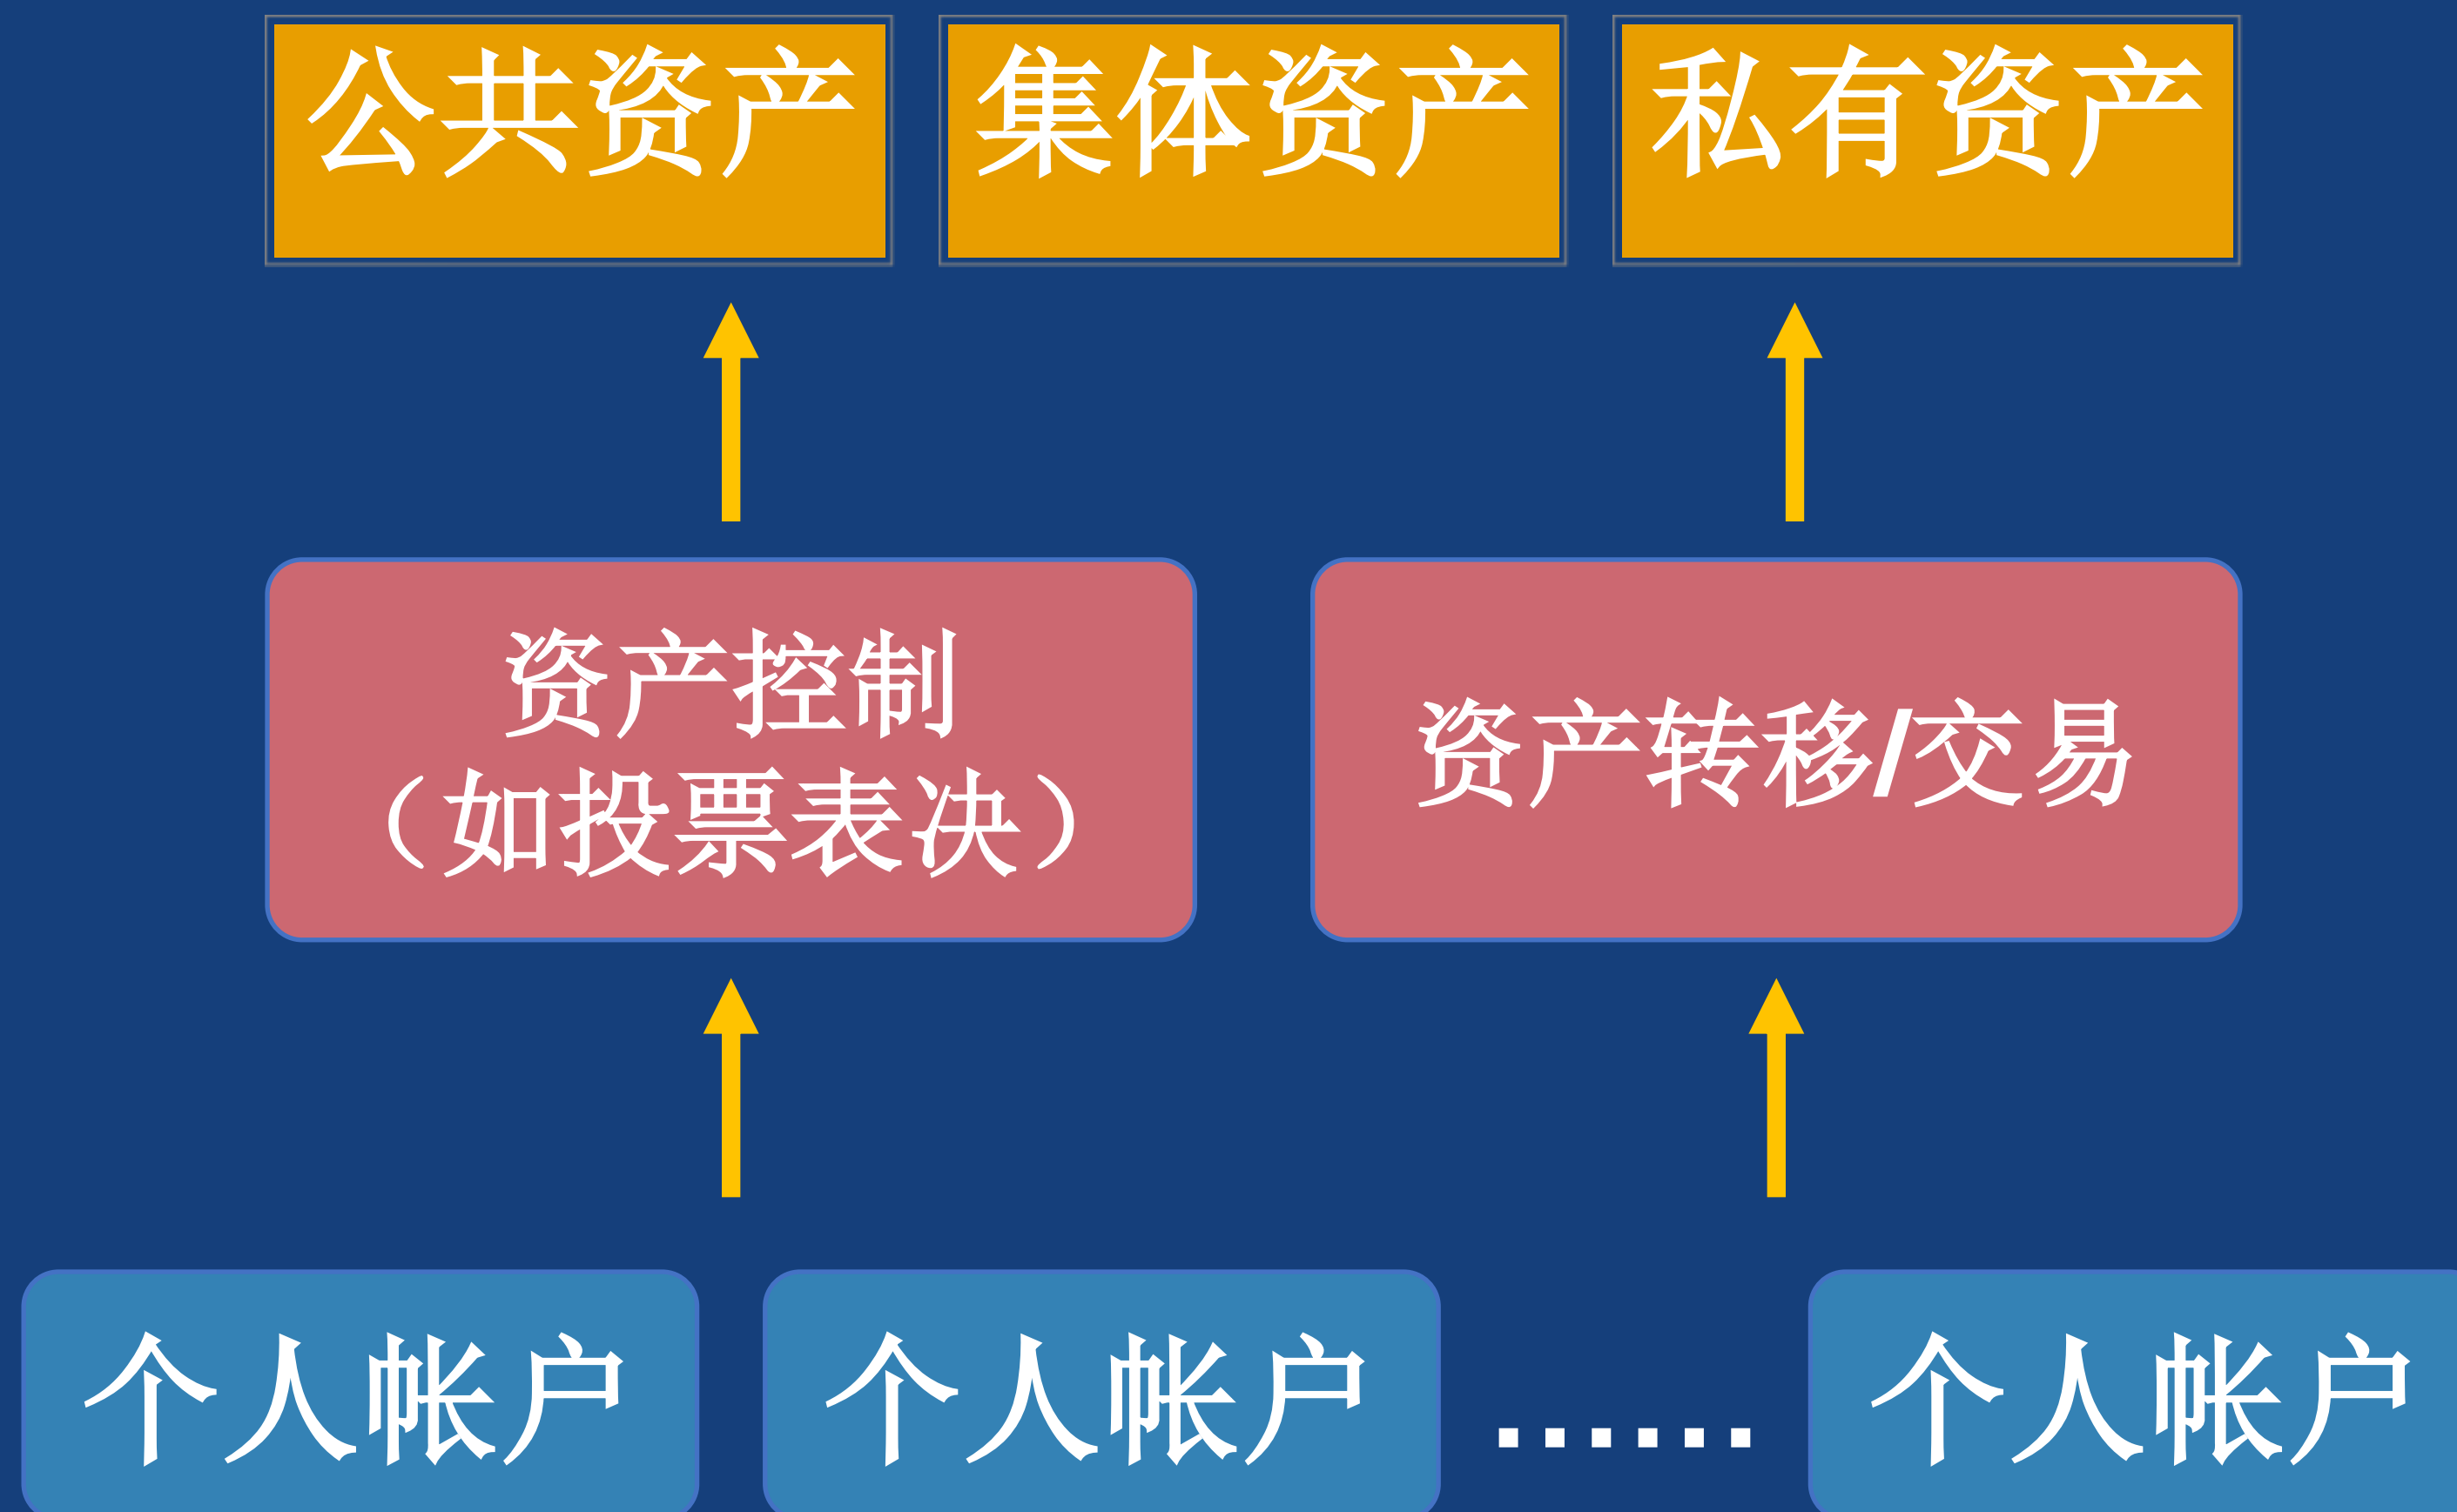 公共资产
集体资产
私有资产
资产控制
（如投票表决）
资产转移/交易
个人帐户
个人帐户
……
个人帐户